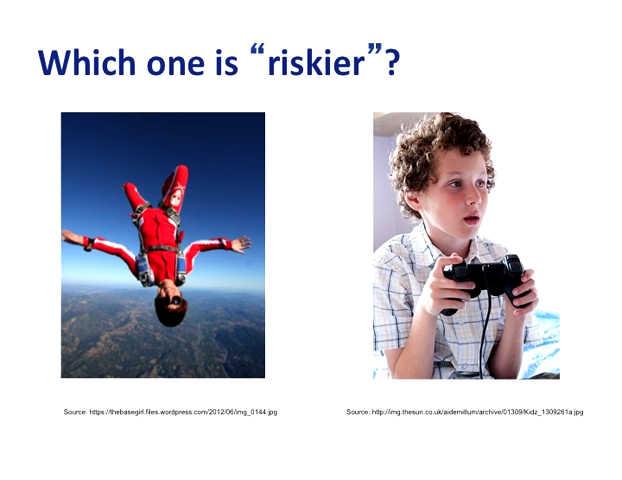 Which one is “riskier”?
Source: https://thebasegirl.files.wordpress.com/2012/06/img_0144.jpg
Source: http://img.thesun.co.uk/aidemitlum/archive/01309/Kidz_1309261a.jpg